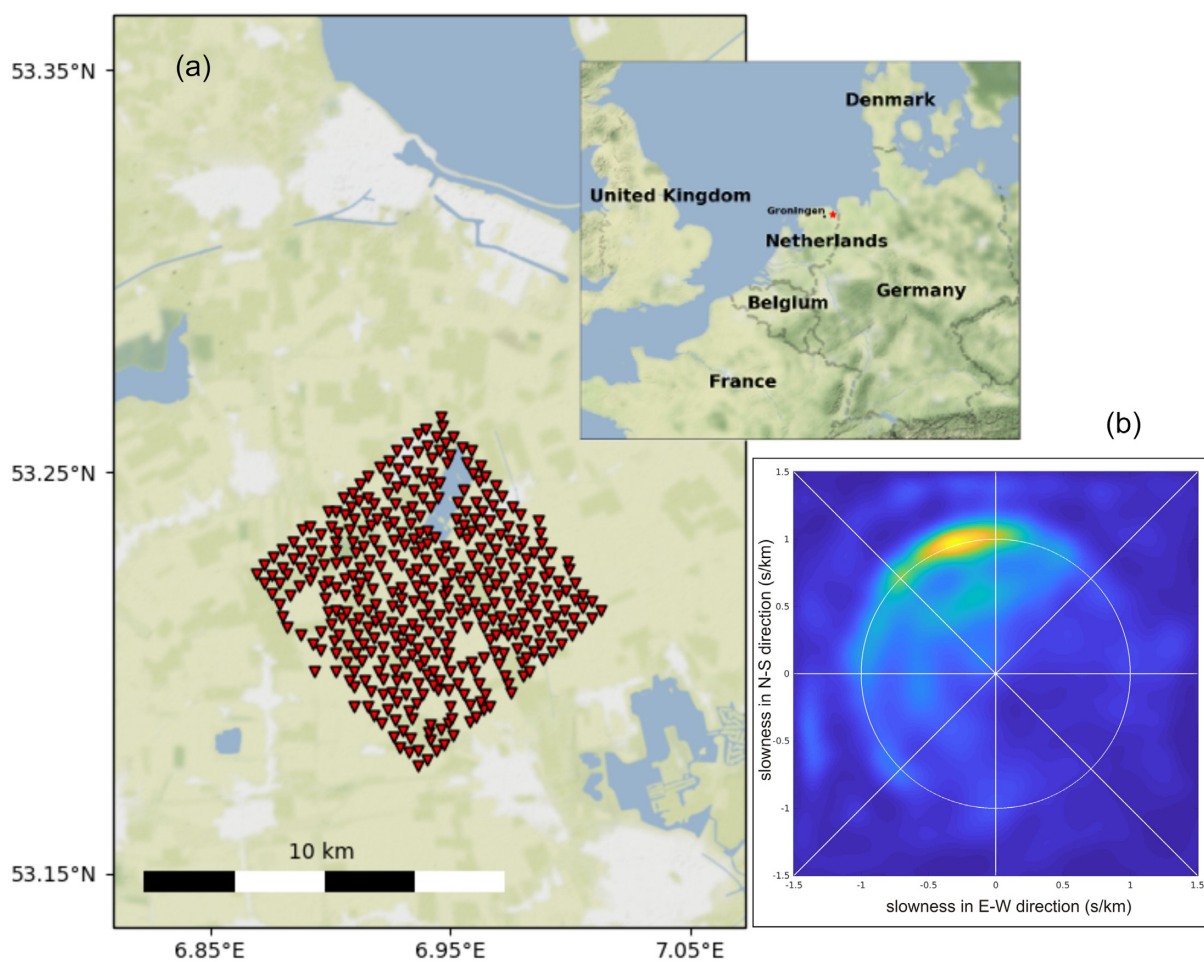 (a)
53.35°N
53.25°N
53.15°N
10 km
6.85°E
6.95°E
7.05°E
Denmark
United Kingdom
Groningen
Netherlands
Belgium
Germany
France
(b)
1.5
1
0.5
0
-0.5
-1
-1.5
slowness in N-S direction (s/km)
-1.5
-1
-0.5
0
0.5
1
1.5
slowness in E-W direction (s/km)